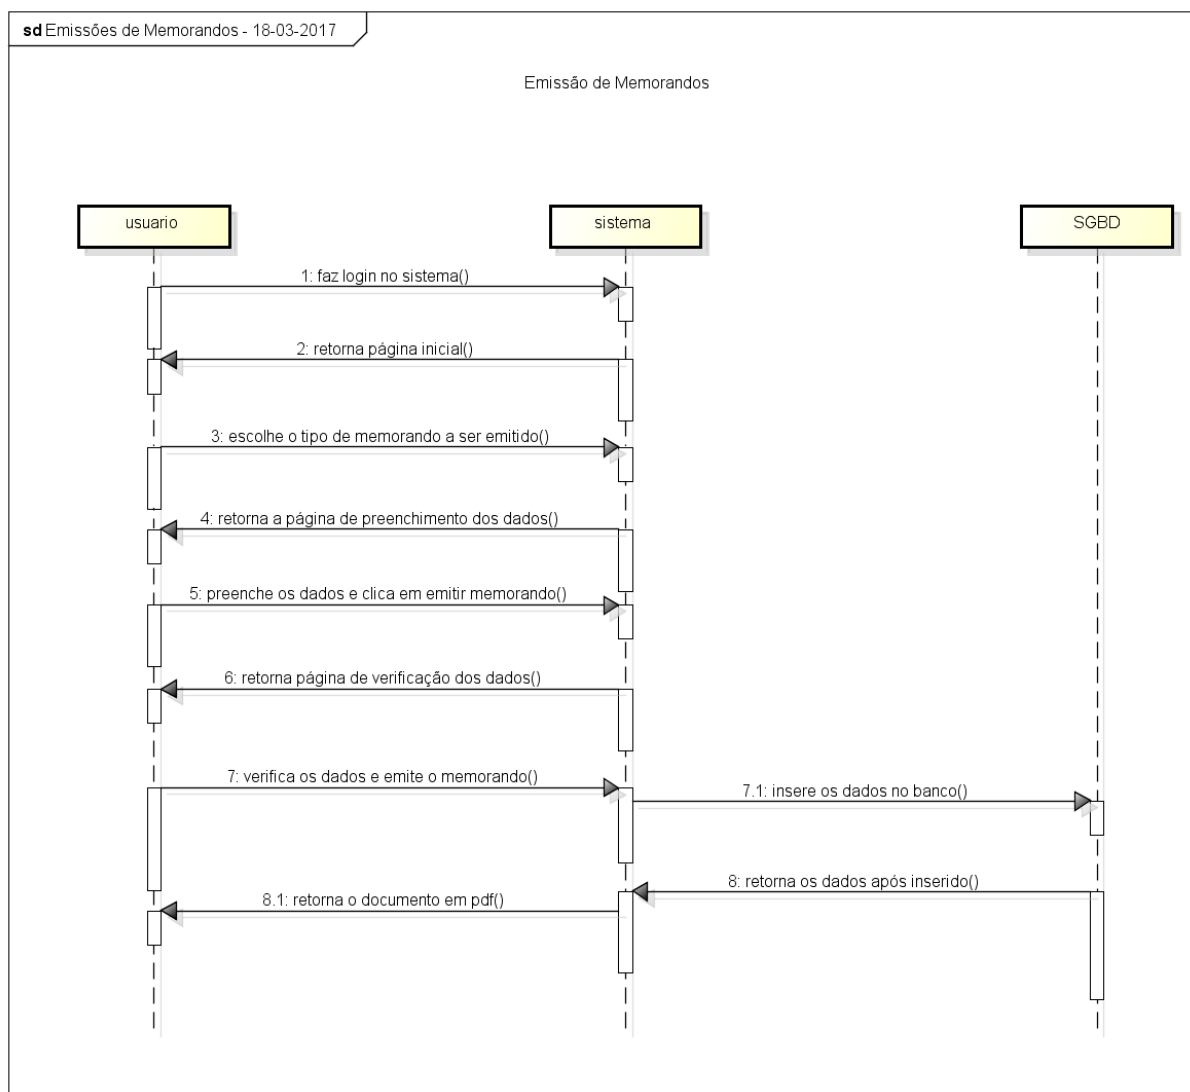 sd Emissões de Memorandos - 18-03-2017
Emissão de Memorandos
usuario
sistema
SGBD
1: faz login no sistema()
2: retorna página inicial()
3: escolhe o tipo de memorando a ser emitido()
4: retorna a página de preenchimento dos dados()
5: preenche os dados e clica em emitir memorando()
6: retorna página de verificação dos dados()
7: verifica os dados e emite o memorando()
7.1: insere os dados no banco()
8: retorna os dados após inserido()
8.1: retorna o documento em pdf()